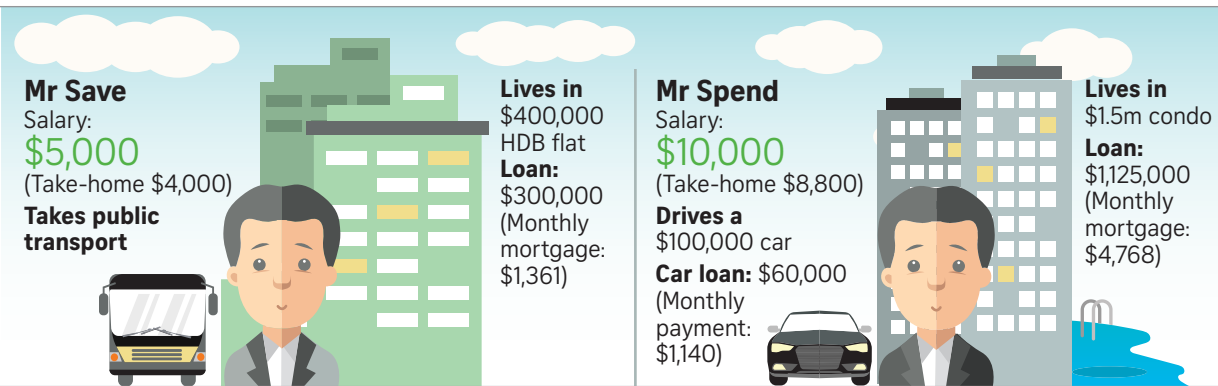 Mr Save
Salary:
$5,000
(Take-home $4,000)
Takes public
transport
Lives in
$400,000
HDB flat
Loan:
$300,000
(Monthly
mortgage:
$1,361)
Mr Spend
Salary:
$10,000
(Take-home $8,800)
Drives a
$100,000 car
Car loan: $60,000
(Monthly
payment:
$1,140)
Lives in
$1.5m condo
Loan:
$1,125,000
(Monthly
mortgage:
$4,768)